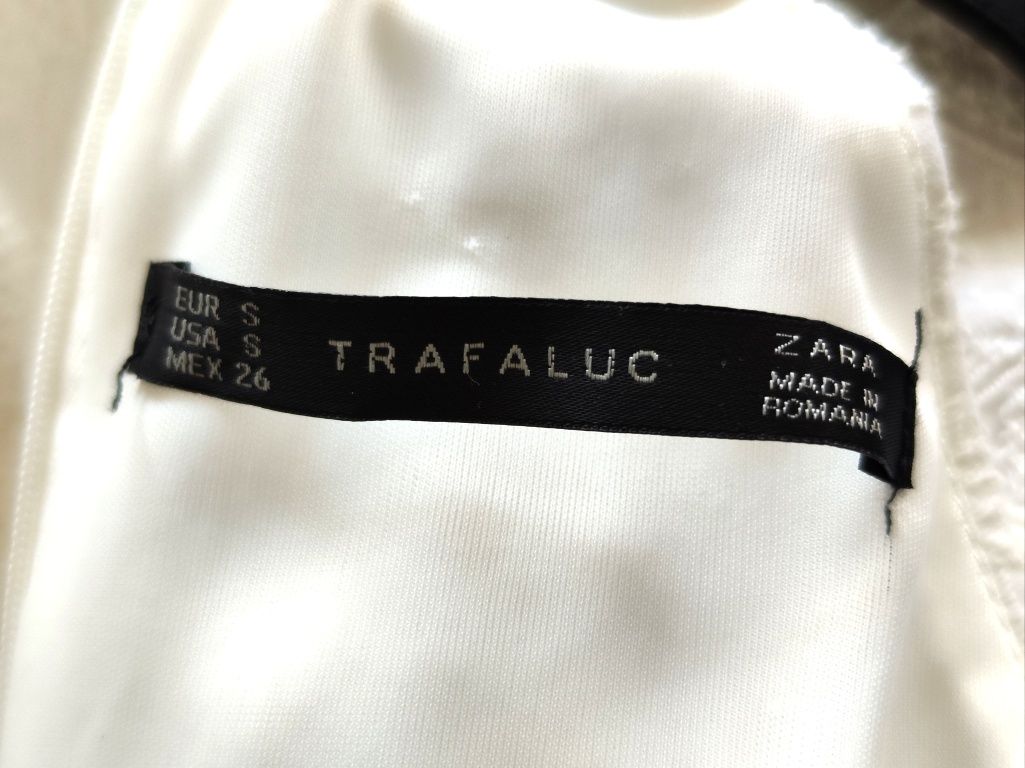 EUR S
USA S
MEX 26
TRAFALUC
ZARA
MADE IN
ROMANIA